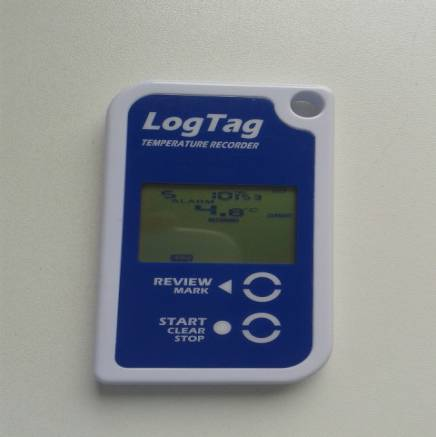 LogTag
TEMPERATURE RECORDER
ALARM
4.8°C
REVIEW
MARK
START
CLEAR
STOP